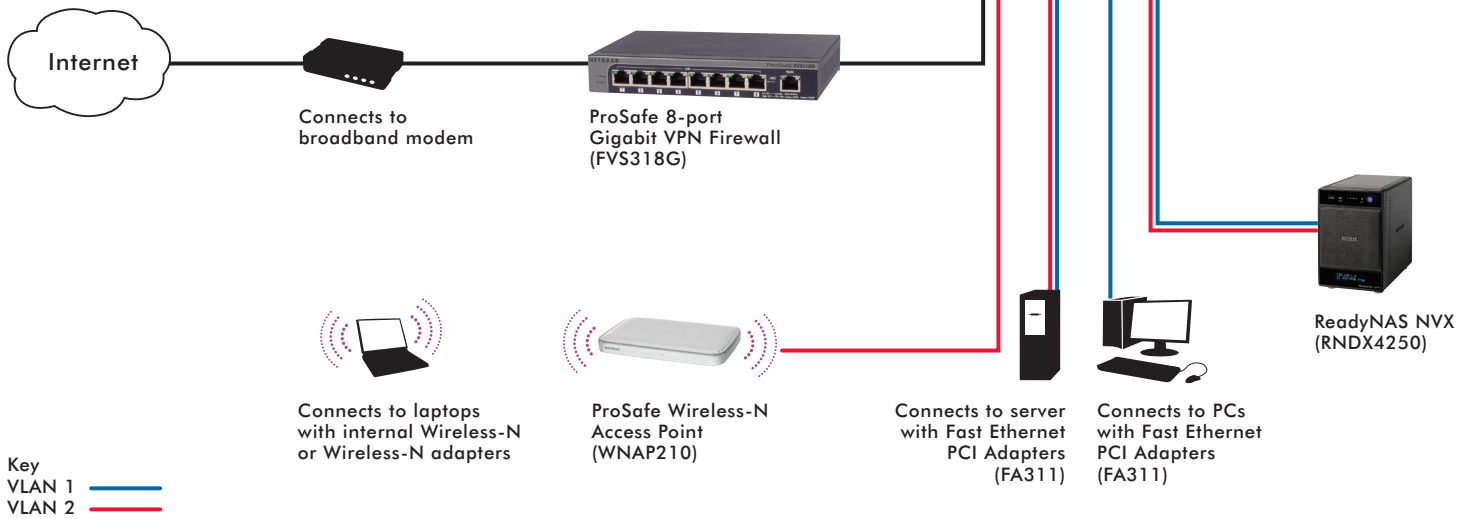 Internet
NETGEAR
Connects to
broadband modem
ProSafe 8-port
Gigabit VPN Firewall
(FVS318G)
ReadyNAS NVX
(RNDX4250)
Connects to laptops
with internal Wireless-N
or Wireless-N adapters
ProSafe Wireless-N
Access Point
(WNAP210)
Connects to server
with Fast Ethernet
PCI Adapters
(FA311)
Connects to PCs
with Fast Ethernet
PCI Adapters
(FA311)
Key
VLAN 1
VLAN 2